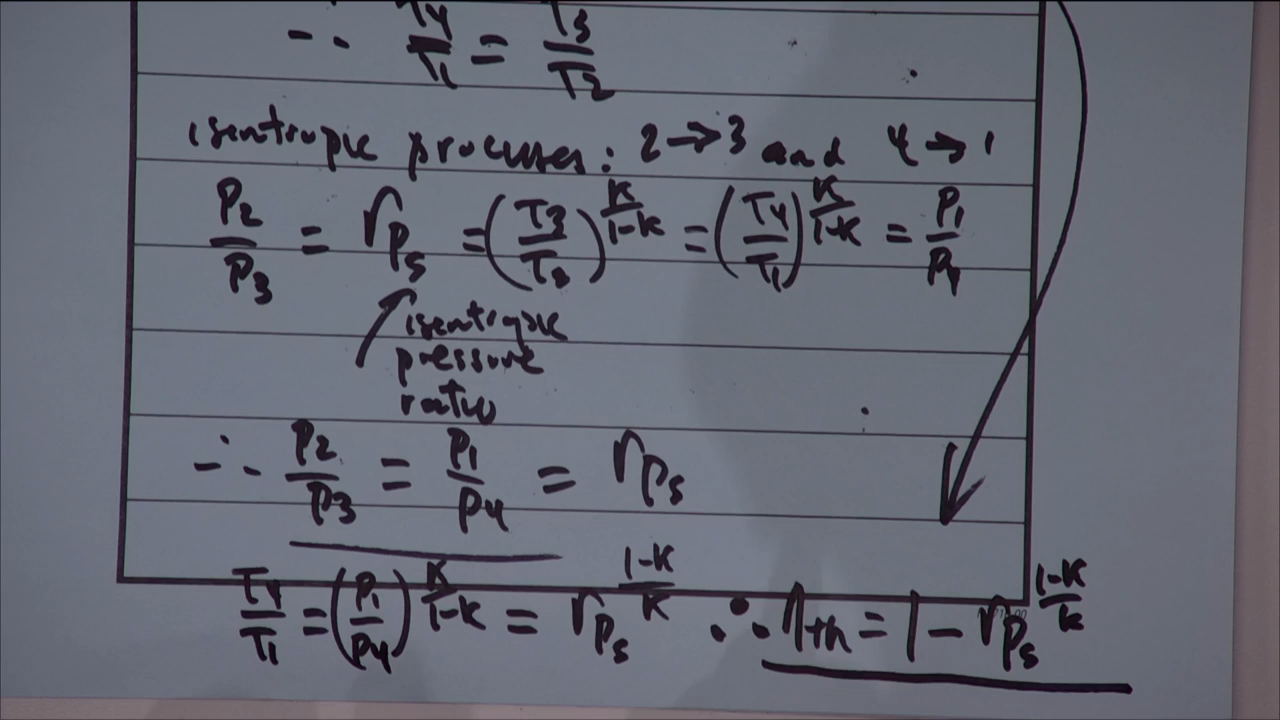 ∴ T4/T1 = T3/T2
isentropic processes: 2→3 and 4→1
P2/P3 = rps = (T3/T2)^(K/1-K) = (T4/T1)^(K/1-K) = P1/P4
isentropic
pressure
ratio
∴ P2/P3 = P1/P4 = rps
T4/T1 = (P1/P4)^(K/1-K) = rps^(1-K/K) ∴ ηth = 1 - rps^(1-K/K)